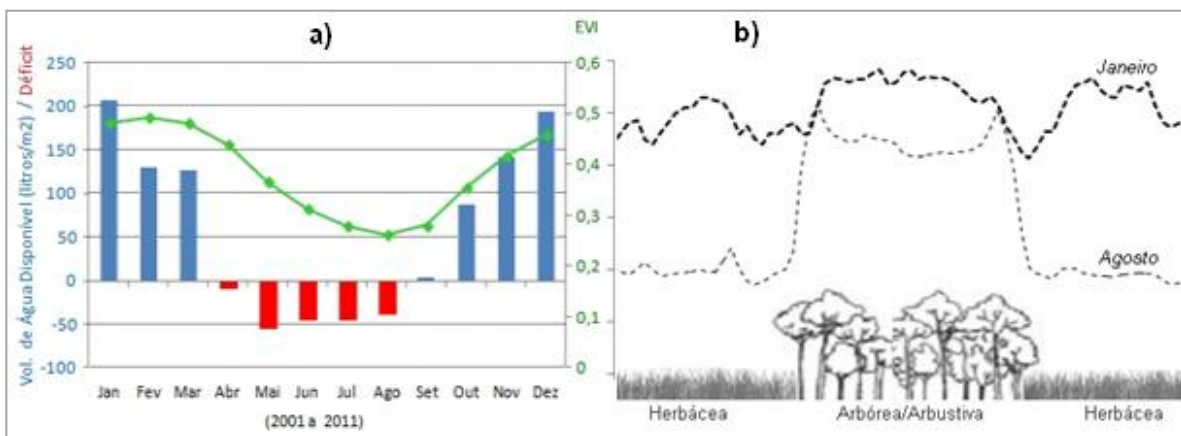 a)
EVI
b)
Vol. de Água Disponível (litros/m2) / Déficit
250
200
150
100
50
0
-50
-100
0,6
0,5
0,4
0,3
0,2
0,1
0
Jan Fev Mar Abr Mai Jun Jul Ago Set Out Nov Dez
(2001 a 2011)
Janeiro
Agosto
Herbácea Arbórea/Arbustiva Herbácea